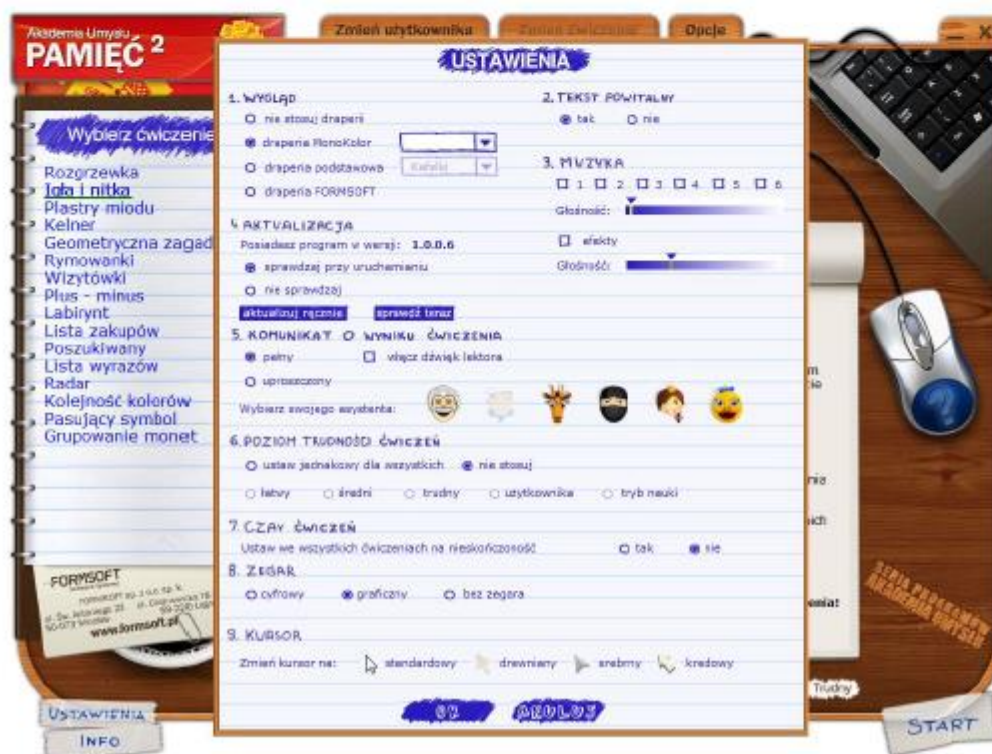 Akademia Umysłu
PAMIĘĆ 2
Zmień użytkownika
Zmień ćwiczenie
Opcje
USTAWIENIA
Wybierz ćwiczenie
Rozgrzewka
Igła i nitka
Plastry miodu
Kelner
Geometryczna zagad
Rymowanki
Wizytówki
Plus - minus
Labirynt
Lista zakupów
Poszukiwany
Lista wyrazów
Radar
Kolejność kolorów
Pasujący symbol
Grupowanie monet
1. WYGLĄD
nie stosuj draperii
draperia MonoKolor
draperia podstawowa Kafelki
draperia FORMSOFT
2. TEKST POWITALNY
tak nie
3. MUZYKA
1 2 3 4 5 6
Głośność:
efekty
Głośność:
4. AKTUALIZACJA
Posiadasz program w wersji: 1.0.0.6
sprawdzaj przy uruchamianiu
nie sprawdzaj
aktualizuj ręcznie sprawdź teraz
5. KOMUNIKAT O WYNIKU ĆWICZENIA
pełny włącz dźwięk lektora
uproszczony
Wybierz swojego asystenta:
6. POZIOM TRUDNOŚCI ĆWICZEŃ
ustaw jednakowy dla wszystkich nie stosuj
łatwy średni trudny użytkownika tryb nauki
7. CZAS ĆWICZEŃ
Ustaw we wszystkich ćwiczeniach na nieskończoność tak nie
8. ZEGAR
cyfrowy graficzny bez zegara
9. KURSOR
Zmień kursor na: standardowy drewniany srebrny kredowy
OK ANULUJ
FORMSOFT
www.formsoft.pl
SERIA PROGRAMÓW
AKADEMIA UMYSŁU
Trudny
USTAWIENIA
INFO
START